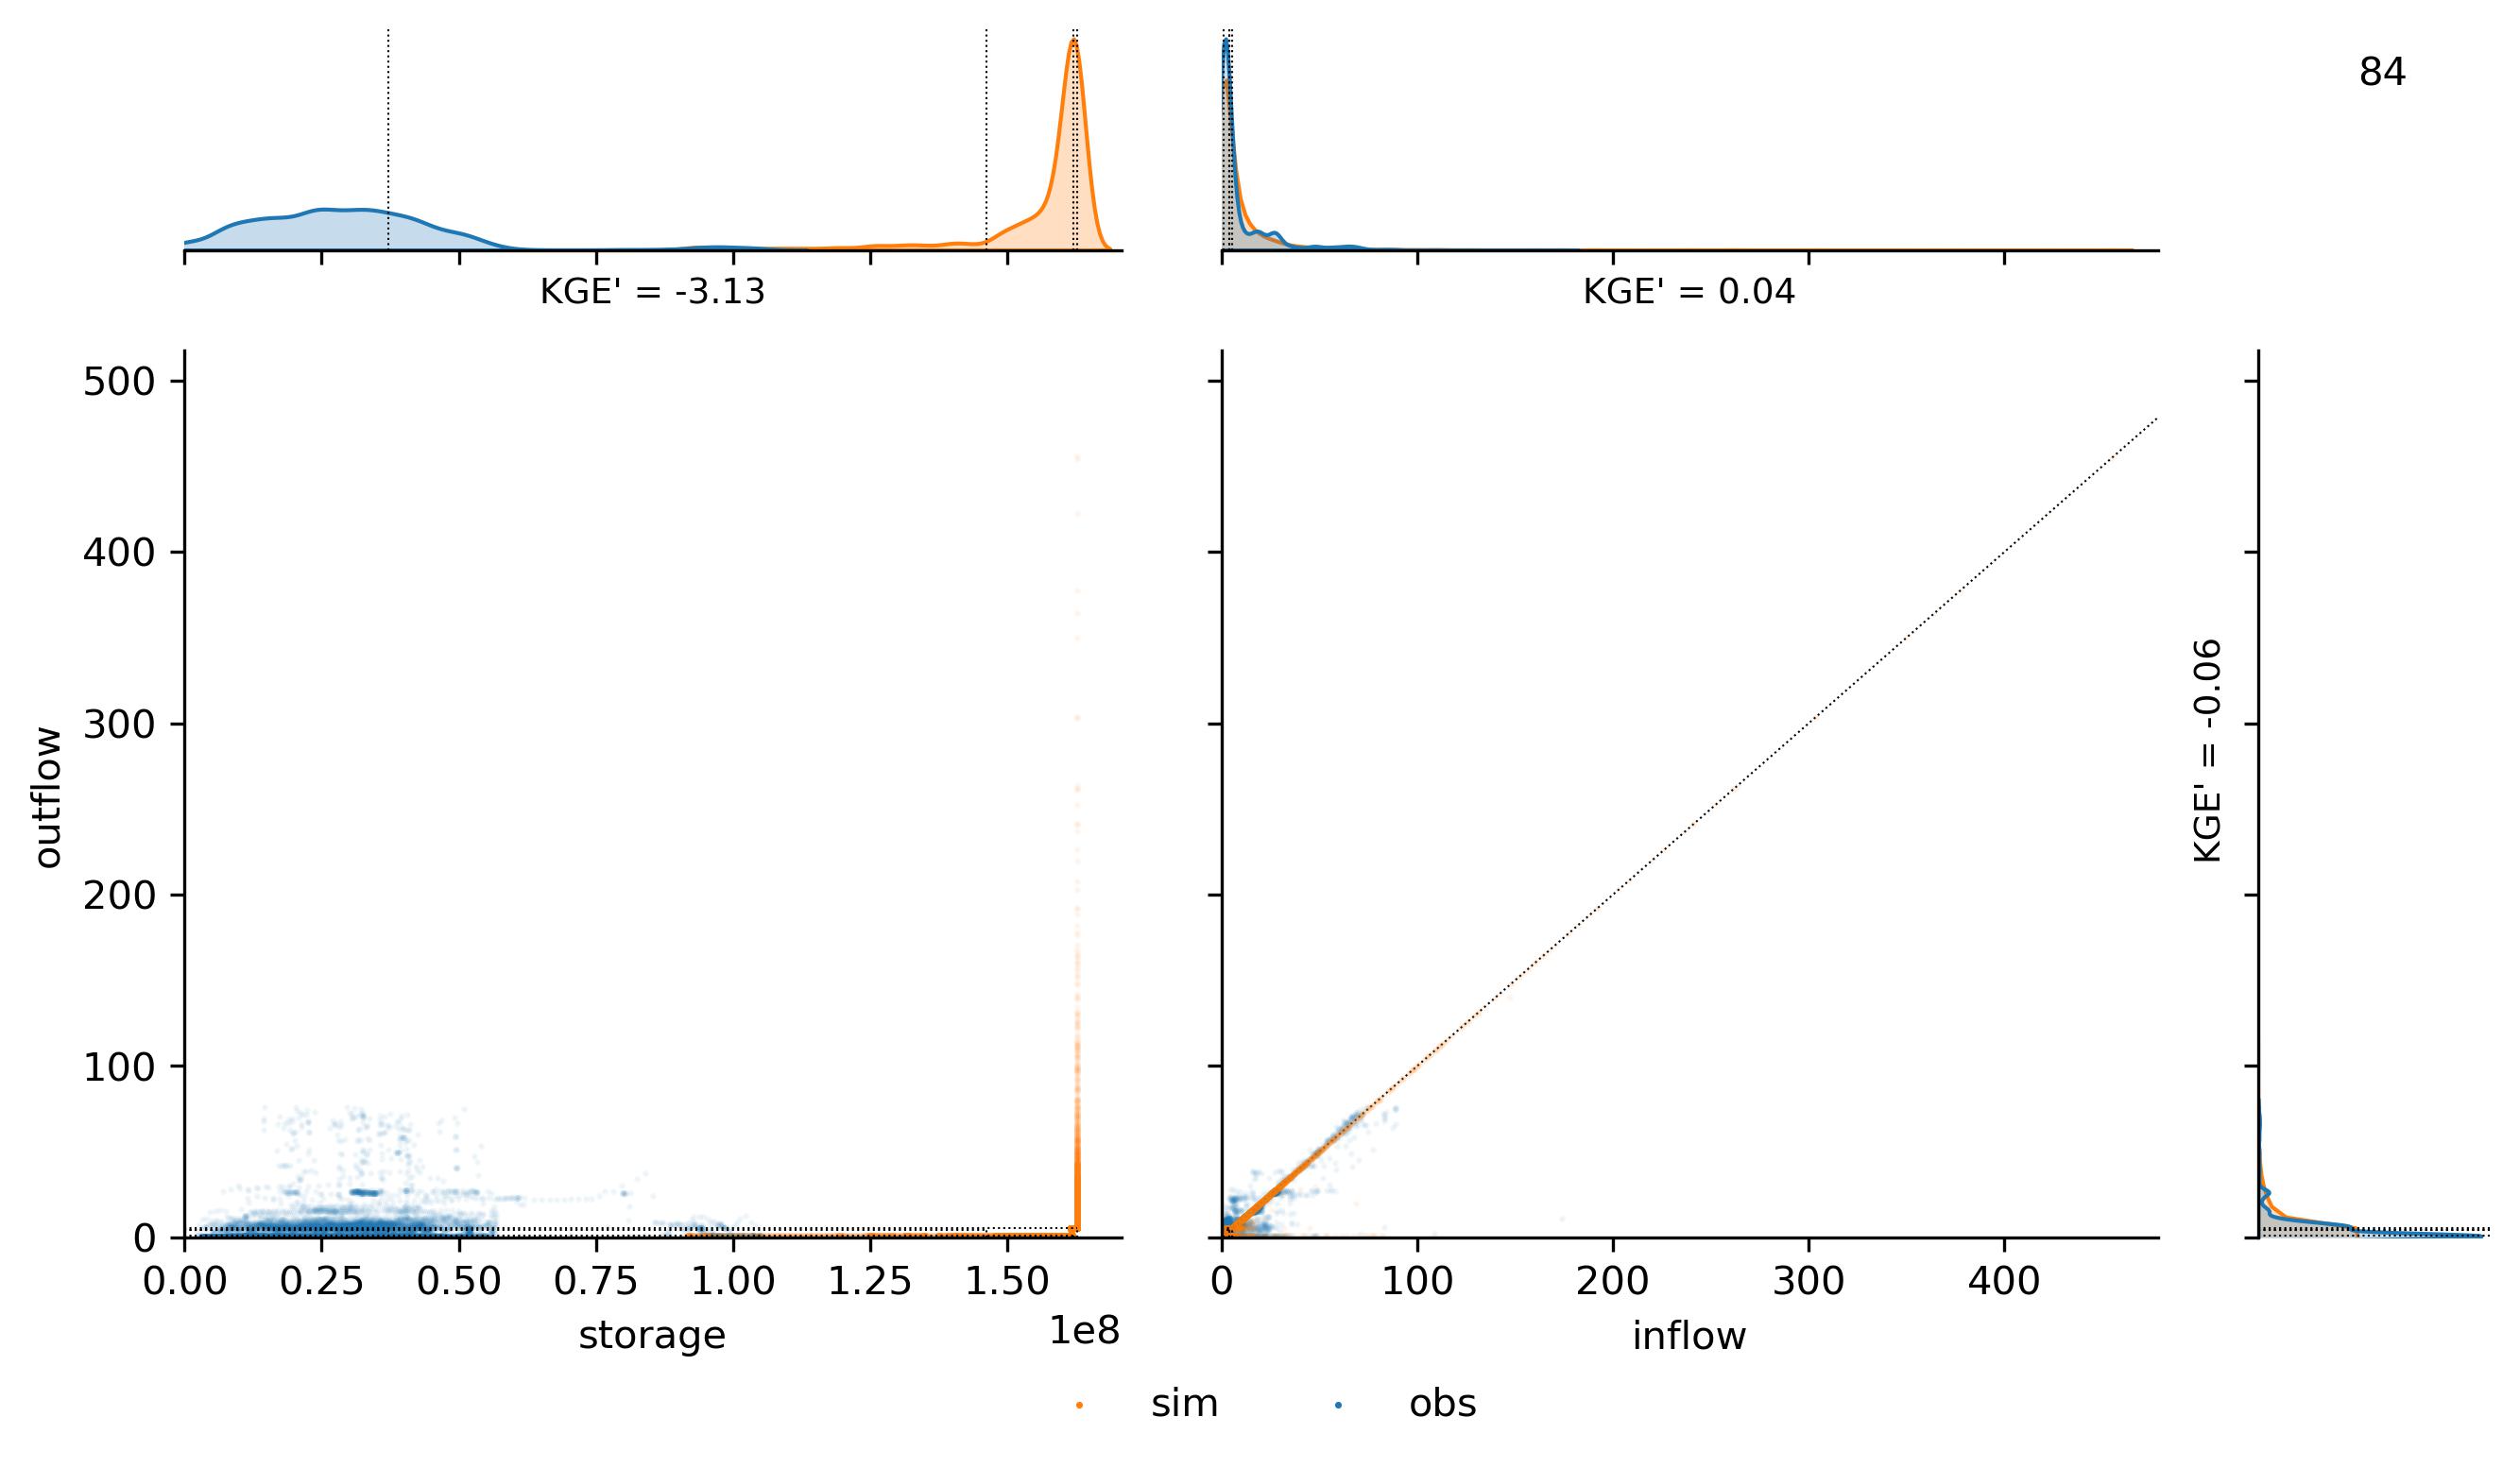 84
KGE' = -3.13
KGE' = 0.04
500
400
300
200
100
0
outflow
KGE' = -0.06
0.00 0.25 0.50 0.75 1.00 1.25 1.50
1e8
storage
0 100 200 300 400
inflow
sim obs